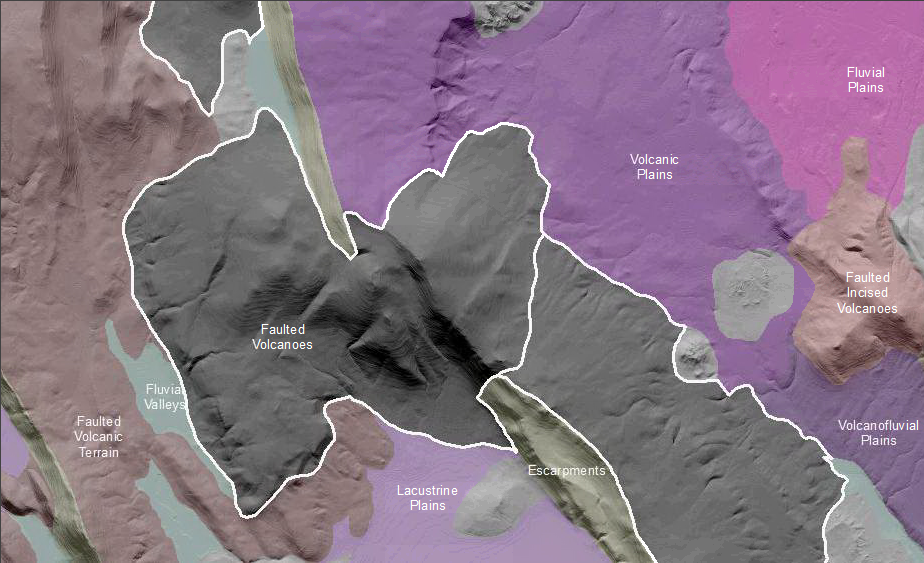 Fluvial
Plains
Volcanic
Plains
Faulted
Incised
Volcanoes
Faulted
Volcanoes
Fluvial
Valleys
Faulted
Volcanic
Terrain
Volcanofluvial
Plains
Escarpments
Lacustrine
Plains